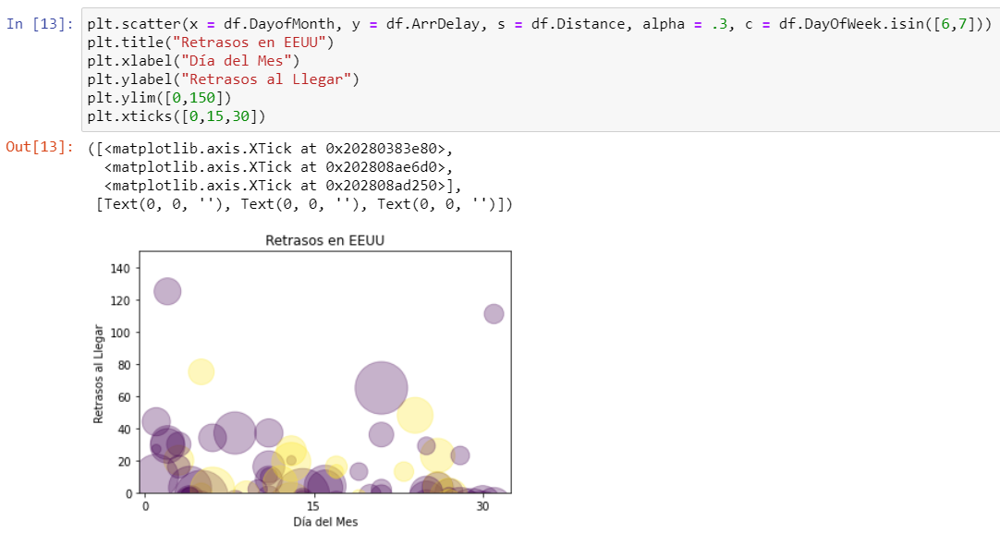 In [13]: plt.scatter(x = df.DayofMonth, y = df.ArrDelay, s = df.Distance, alpha = .3, c = df.DayOfWeek.isin([6,7]))
plt.title("Retrasos en EEUU")
plt.xlabel("Día del Mes")
plt.ylabel("Retrasos al Llegar")
plt.ylim([0,150])
plt.xticks([0,15,30])
Out[13]: ([<matplotlib.axis.XTick at 0x20280383e80>,
<matplotlib.axis.XTick at 0x202808ae6d0>,
<matplotlib.axis.XTick at 0x202808ad250>],
[Text(0, 0, ''), Text(0, 0, ''), Text(0, 0, '')])
Retrasos en EEUU
Retrasos al Llegar
140
120
100
80
60
40
20
0
0 15 30
Día del Mes